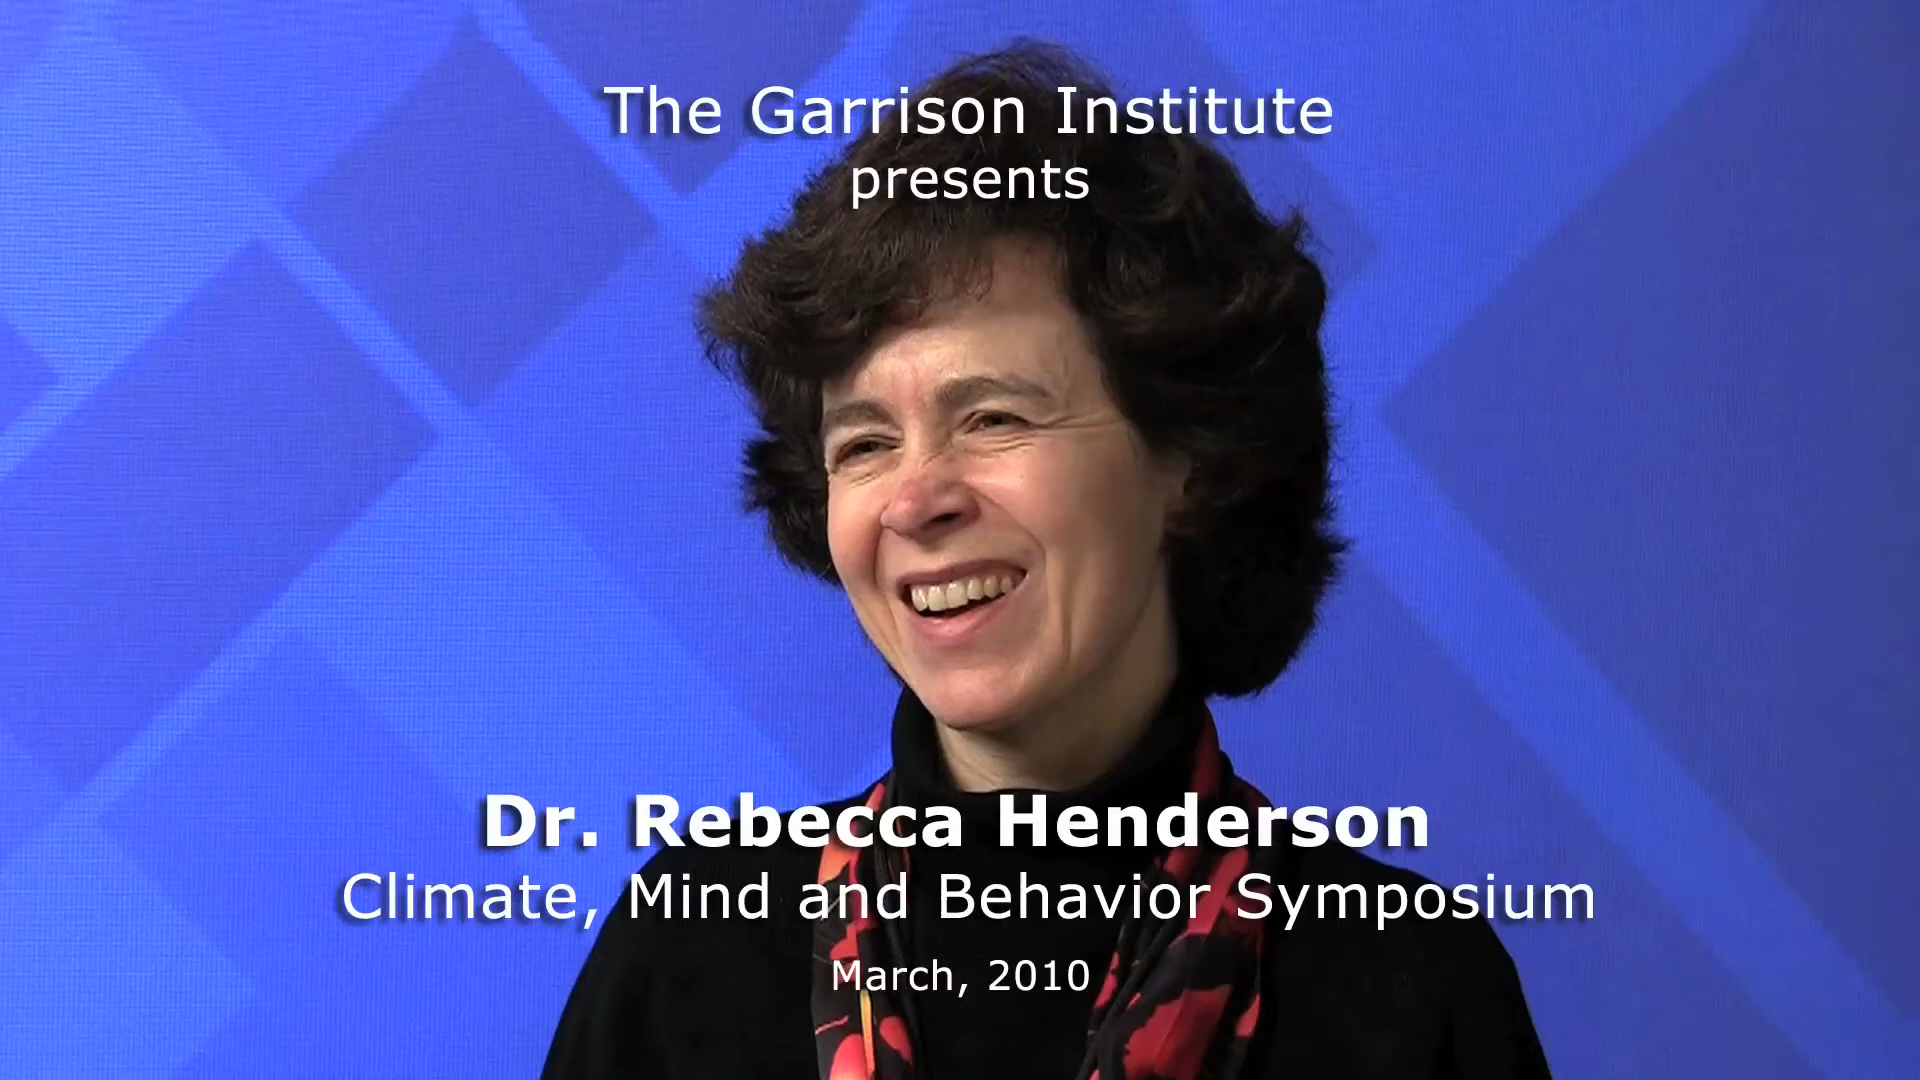 The Garrison Institute
presents
Dr. Rebecca Henderson
Climate, Mind and Behavior Symposium
March, 2010